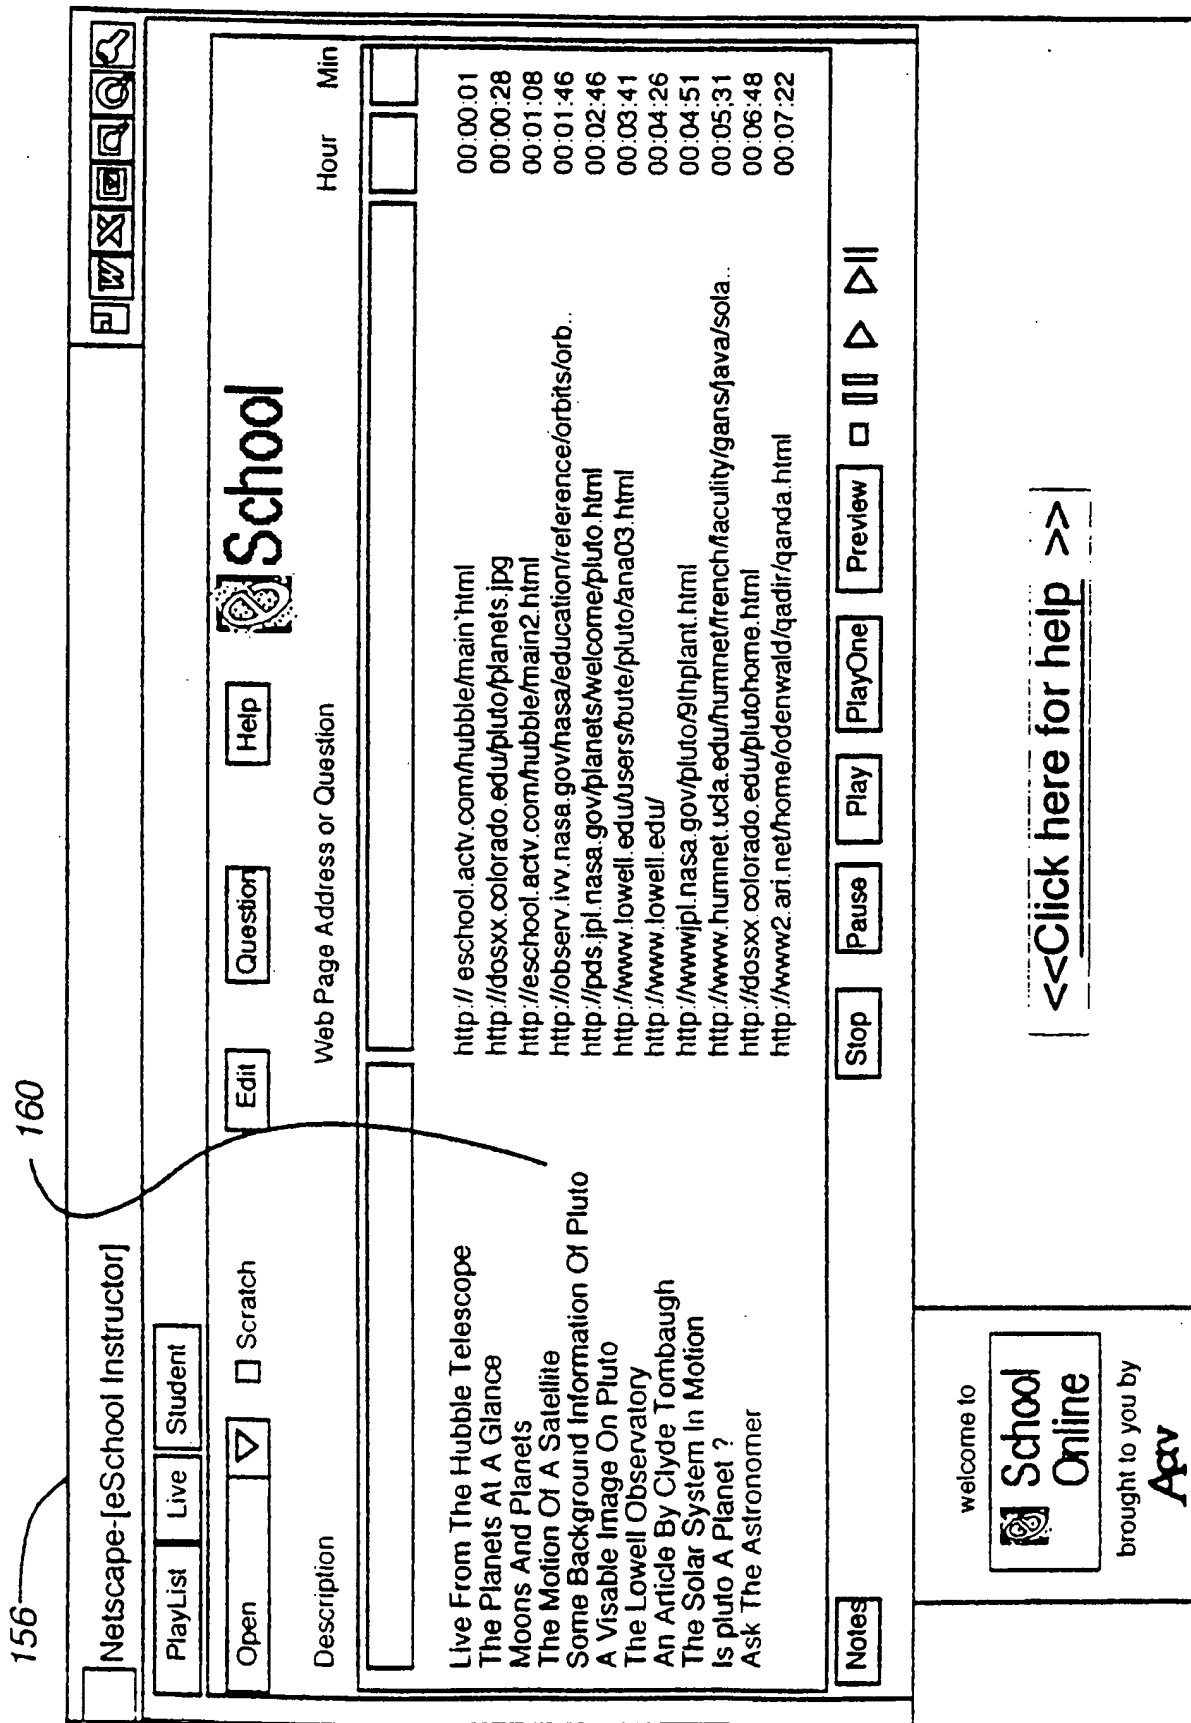 156
160
Netscape-[eSchool Instructor]
PlayList Live Student
Open Scratch Edit Question Help School
Description Web Page Address or Question Hour Min
Live From The Hubble Telescope http:// eschool.actv.com/hubble/main'html 00:00:01
The Planets At A Glance http://dosxx.colorado.edu/pluto/planets.jpg 00:00:28
Moons And Planets http://eschool.actv.com/hubble/main2.html 00:01:08
The Motion Of A Satellite http://observ.ivv.nasa.gov/nasa/education/reference/orbits/orb.. 00:01:46
Some Background Information Of Pluto http://pds.jpl.nasa.gov/planets/welcome/pluto.html 00:02:46
A Visable Image On Pluto http://www.lowell.edu/users/bute/pluto/ana03.html 00:03:41
The Lowell Observatory http://www.lowell.edu/ 00:04:26
An Article By Clyde Tombaugh http://wwwjpl.nasa.gov/pluto/9thplant.html 00:04:51
The Solar System In Motion http://www.humnet.ucla.edu/humnet/french/faculity/gans/java/sola.. 00:05:31
Is pluto A Planet ? http://dosxx.colorado.edu/plutohome.html 00:06:48
Ask The Astronomer http://www2.ari.net/home/odenwald/qadir/qanda.html 00:07:22
Notes Stop Pause Play PlayOne Preview
welcome to
School
Online
brought to you by
Actv
<<Click here for help >>